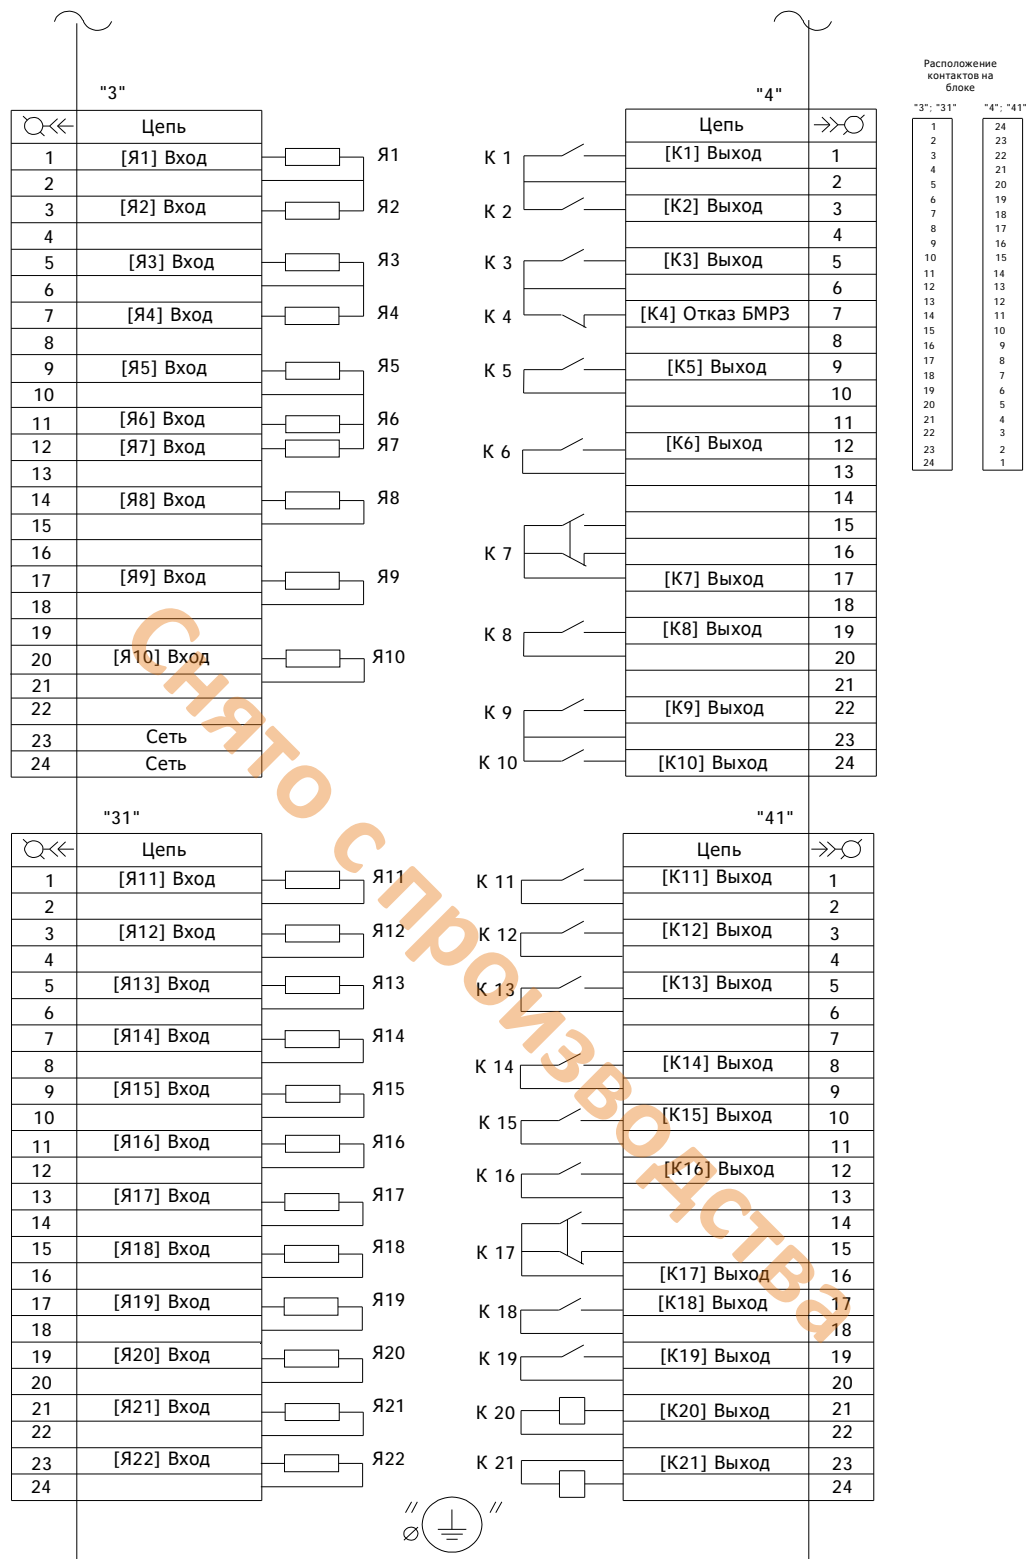 "3"
Цепь
1 [Я1] Вход Я1
2
3 [Я2] Вход Я2
4
5 [Я3] Вход Я3
6
7 [Я4] Вход Я4
8
9 [Я5] Вход Я5
10
11 [Я6] Вход Я6
12 [Я7] Вход Я7
13
14 [Я8] Вход Я8
15
16
17 [Я9] Вход Я9
18
19
20 [Я10] Вход Я10
21
22
23 Сеть
24 Сеть
"4"
Цепь
К 1 [К1] Выход 1
2
К 2 [К2] Выход 3
4
К 3 [К3] Выход 5
6
К 4 [К4] Отказ БМРЗ 7
8
К 5 [К5] Выход 9
10
11
К 6 [К6] Выход 12
13
14
15
К 7 16
[К7] Выход 17
18
К 8 [К8] Выход 19
20
21
К 9 [К9] Выход 22
23
К 10 [К10] Выход 24
Расположение
контактов на
блоке
"3"; "31" "4"; "41"
1 24
2 23
3 22
4 21
5 20
6 19
7 18
8 17
9 16
10 15
11 14
12 13
13 12
14 11
15 10
16 9
17 8
18 7
19 6
20 5
21 4
22 3
23 2
24 1
"31"
Цепь
1 [Я11] Вход Я11
2
3 [Я12] Вход Я12
4
5 [Я13] Вход Я13
6
7 [Я14] Вход Я14
8
9 [Я15] Вход Я15
10
11 [Я16] Вход Я16
12
13 [Я17] Вход Я17
14
15 [Я18] Вход Я18
16
17 [Я19] Вход Я19
18
19 [Я20] Вход Я20
20
21 [Я21] Вход Я21
22
23 [Я22] Вход Я22
24
"41"
Цепь
К 11 [К11] Выход 1
2
К 12 [К12] Выход 3
4
К 13 [К13] Выход 5
6
7
К 14 [К14] Выход 8
9
К 15 [К15] Выход 10
11
К 16 [К16] Выход 12
13
14
К 17 15
[К17] Выход 16
К 18 [К18] Выход 17
18
К 19 [К19] Выход 19
20
К 20 [К20] Выход 21
22
К 21 [К21] Выход 23
24
Снято с производства